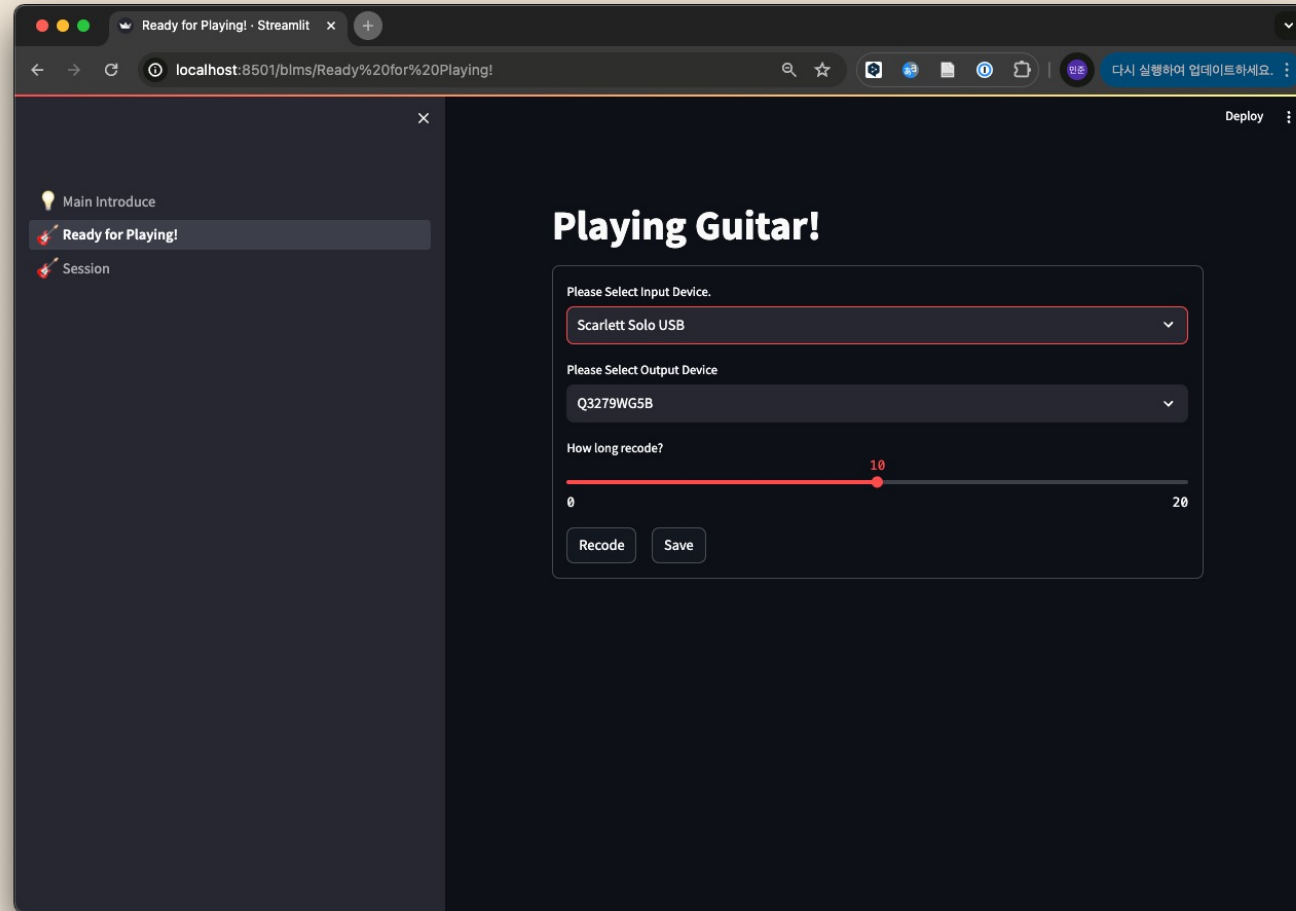 Ready for Playing! · Streamlit
localhost:8501/blms/Ready%20for%20Playing!
민준
다시 실행하여 업데이트하세요.
Deploy
Main Introduce
Ready for Playing!
Session
Playing Guitar!
Please Select Input Device.
Scarlett Solo USB
Please Select Output Device
Q3279WG5B
How long recode?
10
0 20
Recode Save